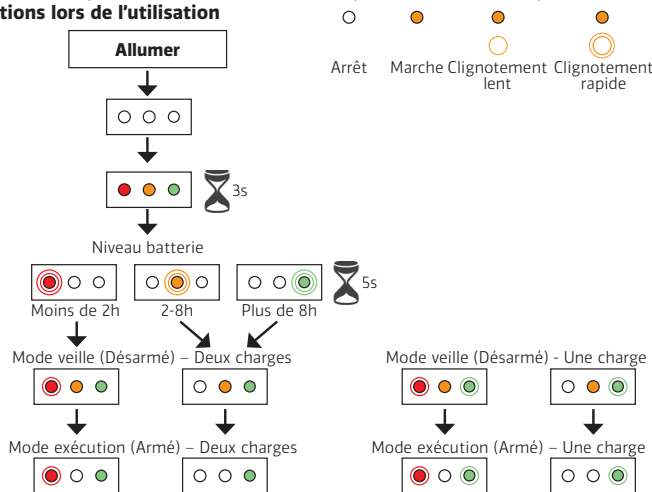 tions lors de l'utilisation
Allumer
Arrêt
Marche
Clignotement
lent
Clignotement
rapide
3s
Niveau batterie
5s
Moins de 2h
2-8h
Plus de 8h
Mode veille (Désarmé) – Deux charges
Mode veille (Désarmé) - Une charge
Mode exécution (Armé) – Deux charges
Mode exécution (Armé) – Une charge